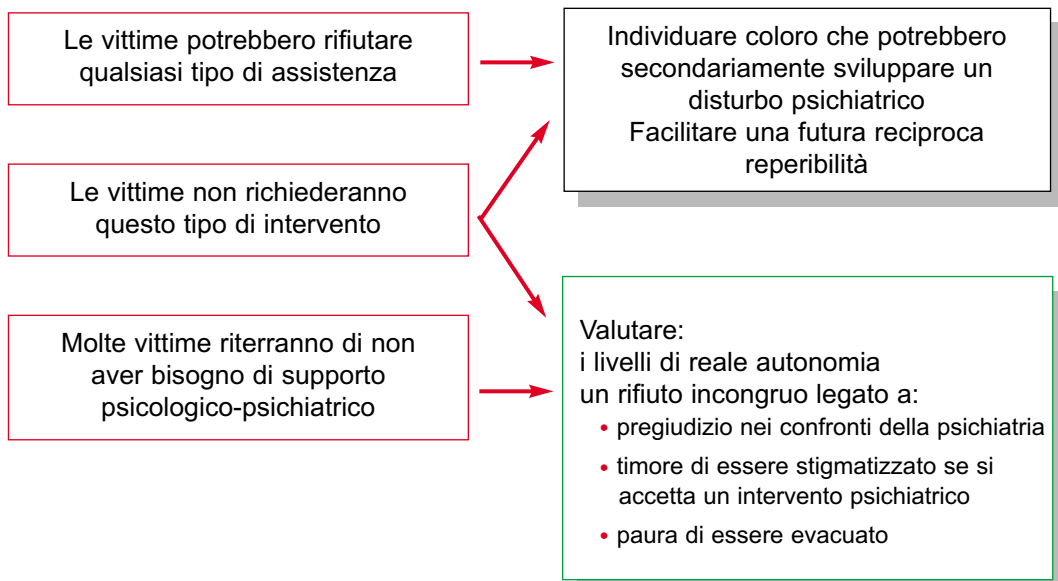 Le vittime potrebbero rifiutare
qualsiasi tipo di assistenza
Individuare coloro che potrebbero
secondariamente sviluppare un
disturbo psichiatrico
Facilitare una futura reciproca
reperibilità
Le vittime non richiederanno
questo tipo di intervento
Molte vittime riterranno di non
aver bisogno di supporto
psicologico-psichiatrico
Valutare:
i livelli di reale autonomia
un rifiuto incongruo legato a:
• pregiudizio nei confronti della psichiatria
• timore di essere stigmatizzato se si
accetta un intervento psichiatrico
• paura di essere evacuato